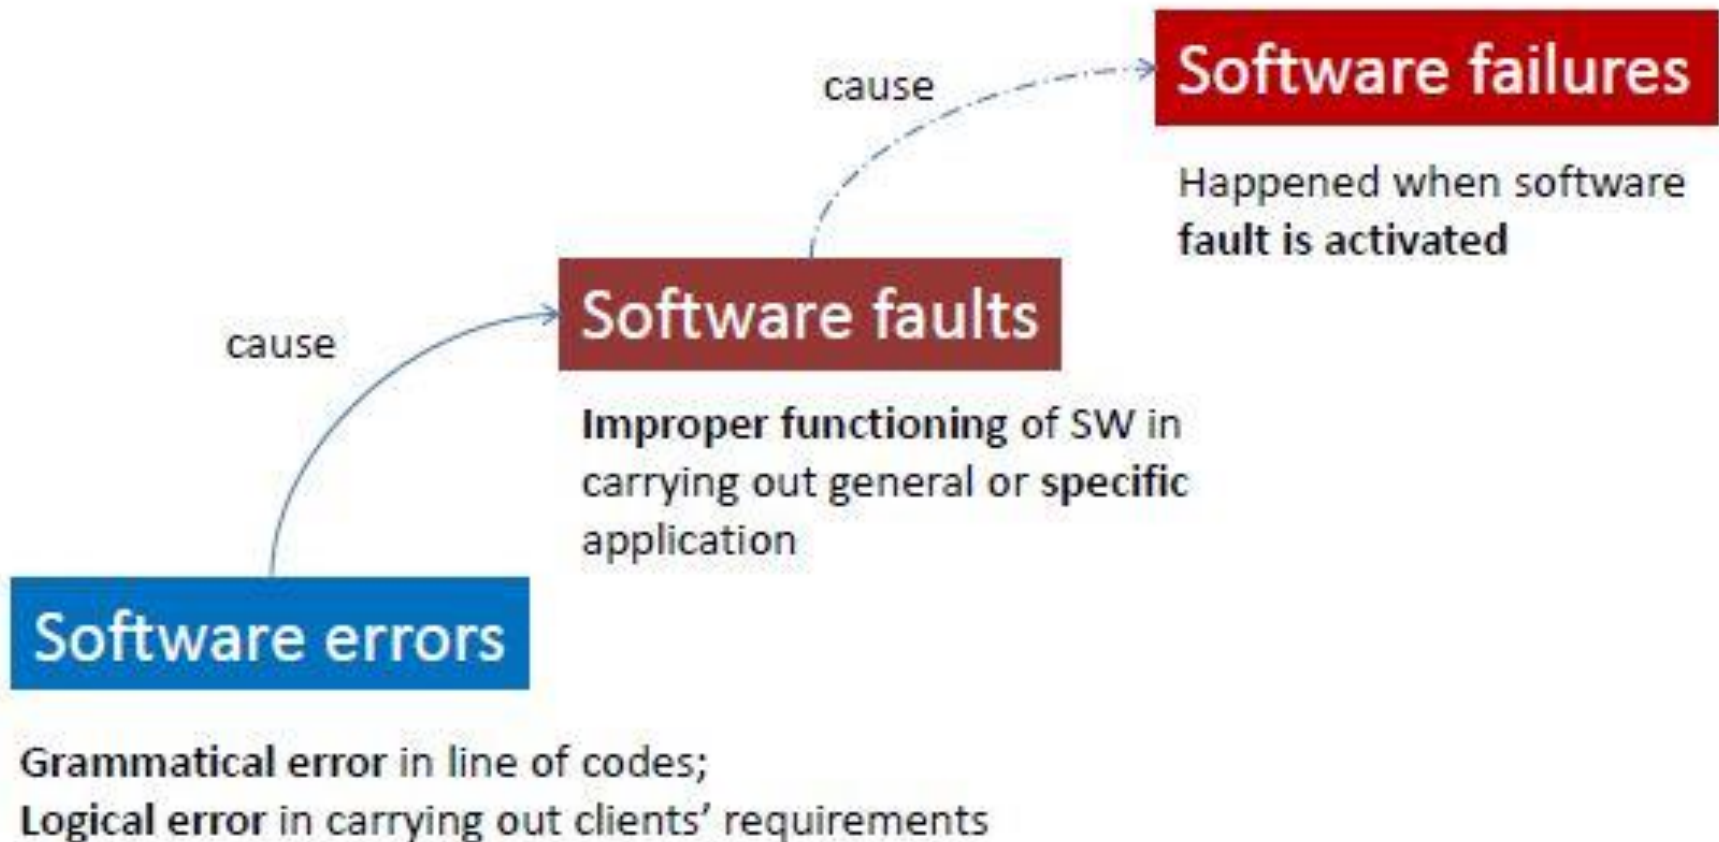 Software failures
cause
Happened when software
fault is activated
Software faults
cause
Improper functioning of SW in
carrying out general or specific
application
Software errors
Grammatical error in line of codes;
Logical error in carrying out clients' requirements